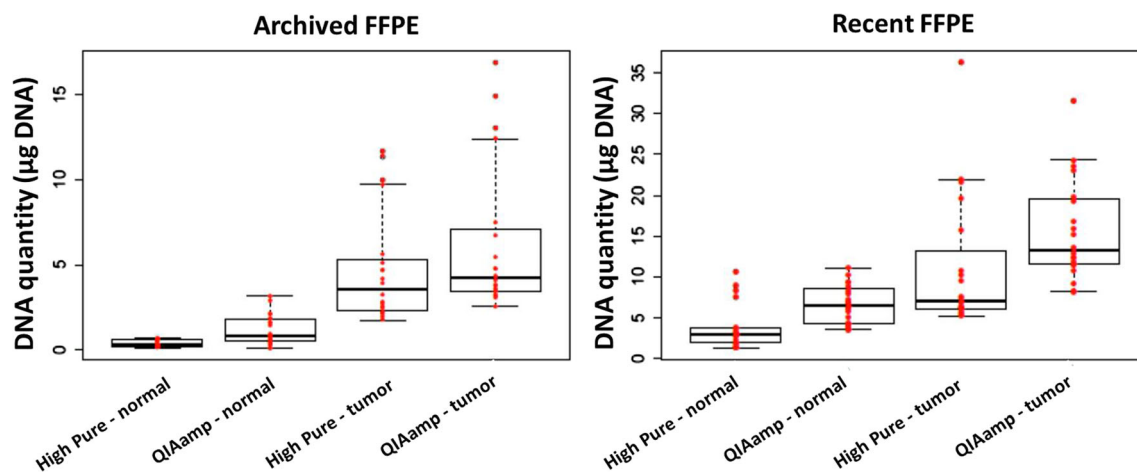 Archived FFPE
DNA quantity (µg DNA)
15
10
5
0
High Pure - normal
QIAamp - normal
High Pure - tumor
QIAamp - tumor
Recent FFPE
DNA quantity (µg DNA)
35
30
25
20
15
10
5
0
High Pure - normal
QIAamp - normal
High Pure - tumor
QIAamp - tumor